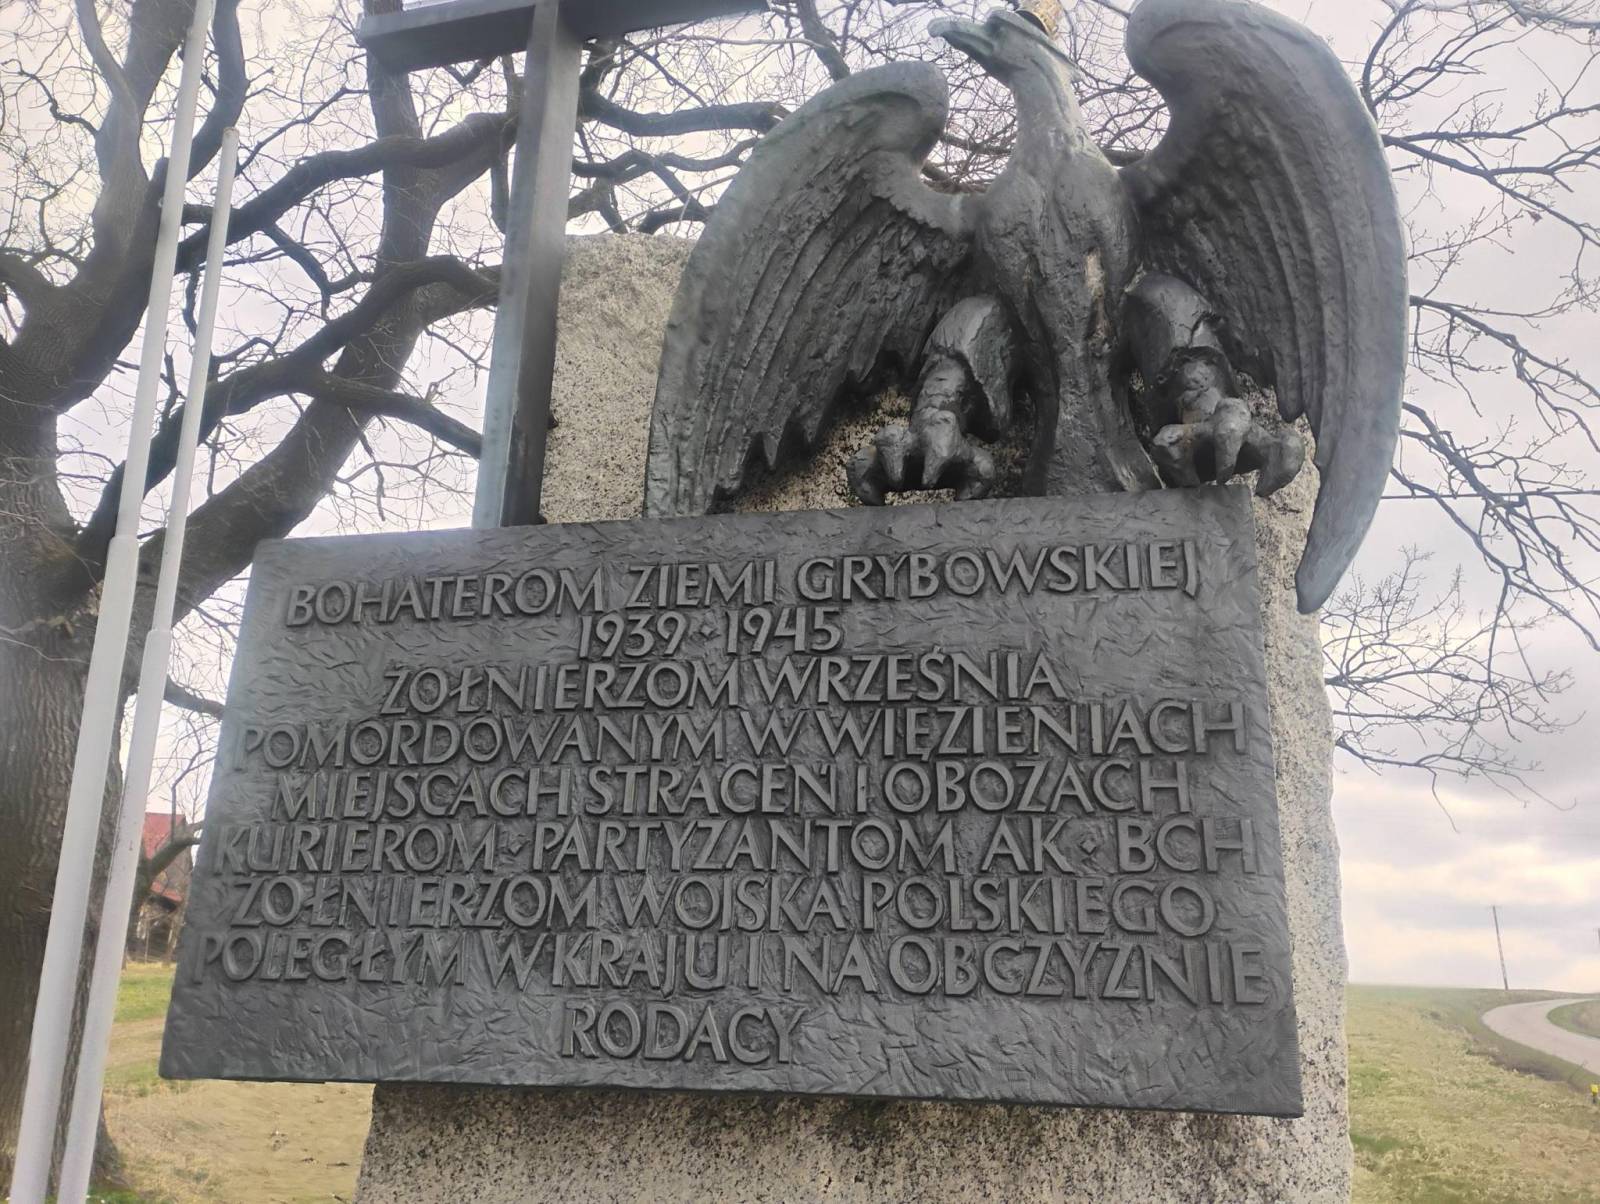 BOHATEROM ZIEMI GRYBOWSKIEJ
1939 · 1945
ŻOŁNIERZOM WRZEŚNIA
POMORDOWANYM W WIĘZIENIACH
MIEJSCACH STRACEŃ I OBOZACH
KURIEROM · PARTYZANTOM AK · BCH
ŻOŁNIERZOM WOJSKA POLSKIEGO
POLEGŁYM W KRAJU I NA OBCZYZNIE
RODACY